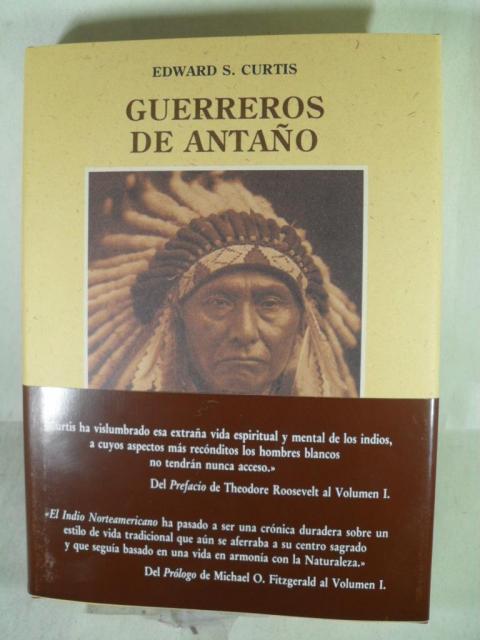 EDWARD S. CURTIS
GUERREROS
DE ANTAÑO
Curtis ha vislumbrado esa extraña vida espiritual y mental de los indios,
a cuyos aspectos más recónditos los hombres blancos
no tendrán nunca acceso.»
Del Prefacio de Theodore Roosevelt al Volumen I.
«El Indio Norteamericano ha pasado a ser una crónica duradera sobre un
estilo de vida tradicional que aún se aferraba a su centro sagrado
y que seguía basado en una vida en armonía con la Naturaleza.»
Del Prólogo de Michael O. Fitzgerald al Volumen I.